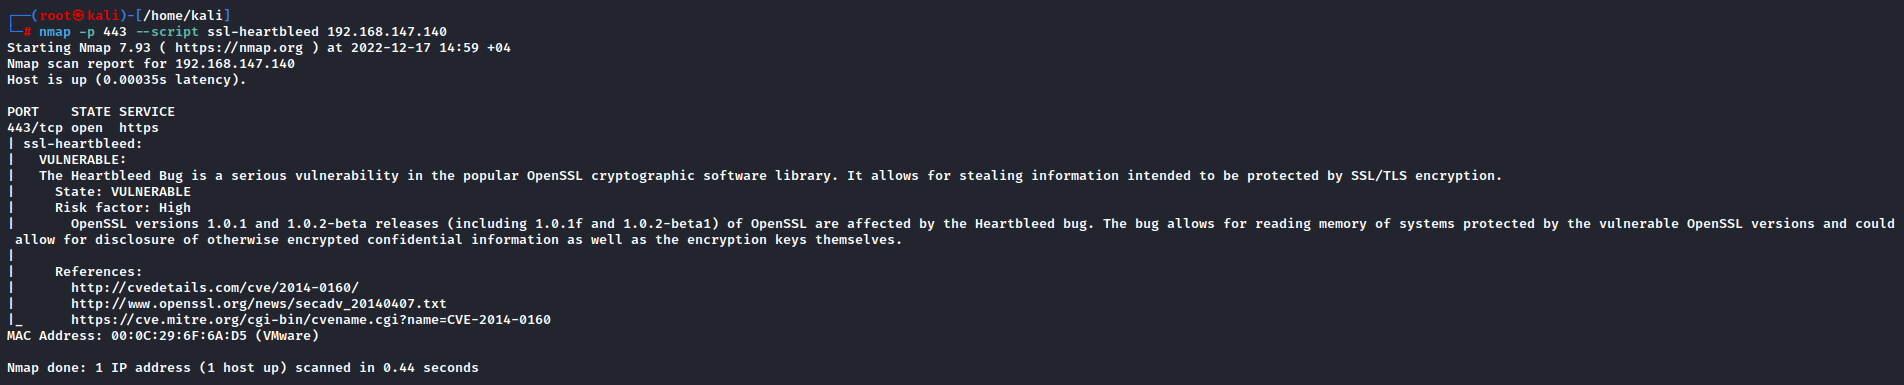 ┌──(root㉿kali)-[/home/kali]
└─# nmap -p 443 --script ssl-heartbleed 192.168.147.140
Starting Nmap 7.93 ( https://nmap.org ) at 2022-12-17 14:59 +04
Nmap scan report for 192.168.147.140
Host is up (0.00035s latency).

PORT    STATE SERVICE
443/tcp open  https
| ssl-heartbleed:
|   VULNERABLE:
|   The Heartbleed Bug is a serious vulnerability in the popular OpenSSL cryptographic software library. It allows for stealing information intended to be protected by SSL/TLS encryption.
|     State: VULNERABLE
|     Risk factor: High
|       OpenSSL versions 1.0.1 and 1.0.2-beta releases (including 1.0.1f and 1.0.2-beta1) of OpenSSL are affected by the Heartbleed bug. The bug allows for reading memory of systems protected by the vulnerable OpenSSL versions and could
 allow for disclosure of otherwise encrypted confidential information as well as the encryption keys themselves.
|
|     References:
|       http://cvedetails.com/cve/2014-0160/
|       http://www.openssl.org/news/secadv_20140407.txt
|_      https://cve.mitre.org/cgi-bin/cvename.cgi?name=CVE-2014-0160
MAC Address: 00:0C:29:6F:6A:D5 (VMware)

Nmap done: 1 IP address (1 host up) scanned in 0.44 seconds